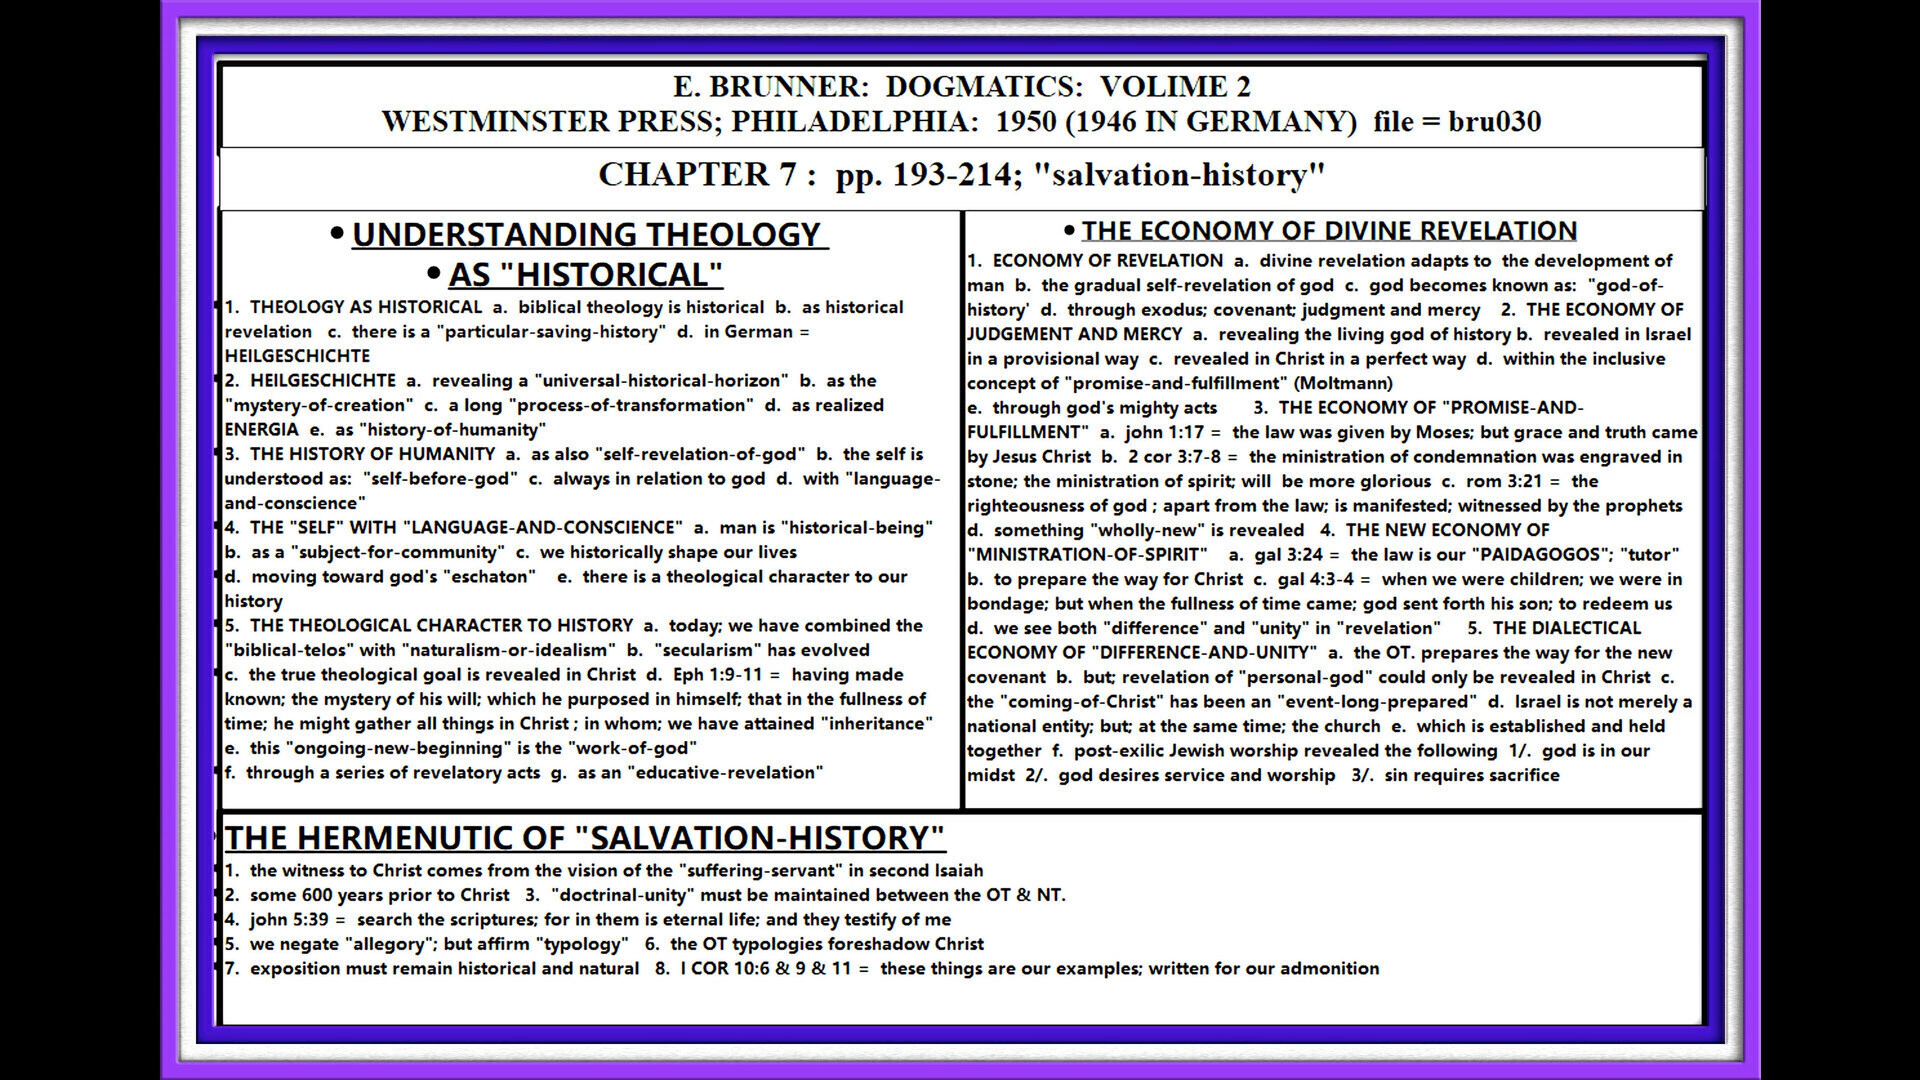 E. BRUNNER:  DOGMATICS:  VOLIME 2
WESTMINSTER PRESS; PHILADELPHIA:  1950 (1946 IN GERMANY)  file = bru030
CHAPTER 7 :  pp. 193-214; "salvation-history"
• UNDERSTANDING THEOLOGY
• AS "HISTORICAL"
1.  THEOLOGY AS HISTORICAL  a.  biblical theology is historical  b.  as historical
revelation   c.  there is a "particular-saving-history"  d.  in German =
HEILGESCHICHTE
2.  HEILGESCHICHTE  a.  revealing a "universal-historical-horizon"  b.  as the
"mystery-of-creation"  c.  a long "process-of-transformation"  d.  as realized
ENERGIA  e.  as "history-of-humanity"
3.  THE HISTORY OF HUMANITY  a.  as also "self-revelation-of-god"  b.  the self is
understood as:  "self-before-god"  c.  always in relation to god  d.  with "language-
and-conscience"
4.  THE "SELF" WITH "LANGUAGE-AND-CONSCIENCE"  a.  man is "historical-being"
b.  as a "subject-for-community"  c.  we historically shape our lives
d.  moving toward god's "eschaton"    e.  there is a theological character to our
history
5.  THE THEOLOGICAL CHARACTER TO HISTORY  a.  today; we have combined the
"biblical-telos" with "naturalism-or-idealism"  b.  "secularism" has evolved
c.  the true theological goal is revealed in Christ  d.  Eph 1:9-11 =  having made
known; the mystery of his will; which he purposed in himself; that in the fullness of
time; he might gather all things in Christ ; in whom; we have attained "inheritance"
e.  this "ongoing-new-beginning" is the "work-of-god"
f.  through a series of revelatory acts  g.  as an "educative-revelation"
• THE ECONOMY OF DIVINE REVELATION
1.  ECONOMY OF REVELATION  a.  divine revelation adapts to  the development of
man  b.  the gradual self-revelation of god  c.  god becomes known as:  "god-of-
history'  d.  through exodus; covenant; judgment and mercy   2.  THE ECONOMY OF
JUDGEMENT AND MERCY  a.  revealing the living god of history b.  revealed in Israel
in a provisional way  c.  revealed in Christ in a perfect way  d.  within the inclusive
concept of "promise-and-fulfillment" (Moltmann)
e.  through god's mighty acts      3.  THE ECONOMY OF "PROMISE-AND-
FULFILLMENT"  a.  john 1:17 =  the law was given by Moses; but grace and truth came
by Jesus Christ  b.  2 cor 3:7-8 =  the ministration of condemnation was engraved in
stone; the ministration of spirit; will  be more glorious  c.  rom 3:21 =  the
righteousness of god ; apart from the law; is manifested; witnessed by the prophets
d.  something "wholly-new" is revealed   4.  THE NEW ECONOMY OF
"MINISTRATION-OF-SPIRIT"    a.  gal 3:24 =  the law is our "PAIDAGOGOS"; "tutor"
b.  to prepare the way for Christ  c.  gal 4:3-4 =  when we were children; we were in
bondage; but when the fullness of time came; god sent forth his son; to redeem us
d.  we see both "difference" and "unity" in "revelation"     5.  THE DIALECTICAL
ECONOMY OF "DIFFERENCE-AND-UNITY"  a.  the OT. prepares the way for the new
covenant  b.  but; revelation of "personal-god" could only be revealed in Christ  c.
the "coming-of-Christ" has been an "event-long-prepared"  d.  Israel is not merely a
national entity; but; at the same time; the church  e.  which is established and held
together  f.  post-exilic Jewish worship revealed the following  1/.  god is in our
midst  2/.  god desires service and worship   3/.  sin requires sacrifice
THE HERMENUTIC OF "SALVATION-HISTORY"
1.  the witness to Christ comes from the vision of the "suffering-servant" in second Isaiah
2.  some 600 years prior to Christ   3.  "doctrinal-unity" must be maintained between the OT & NT.
4.  john 5:39 =  search the scriptures; for in them is eternal life; and they testify of me
5.  we negate "allegory"; but affirm "typology"   6.  the OT typologies foreshadow Christ
7.  exposition must remain historical and natural   8.  I COR 10:6 & 9 & 11 =  these things are our examples; written for our admonition